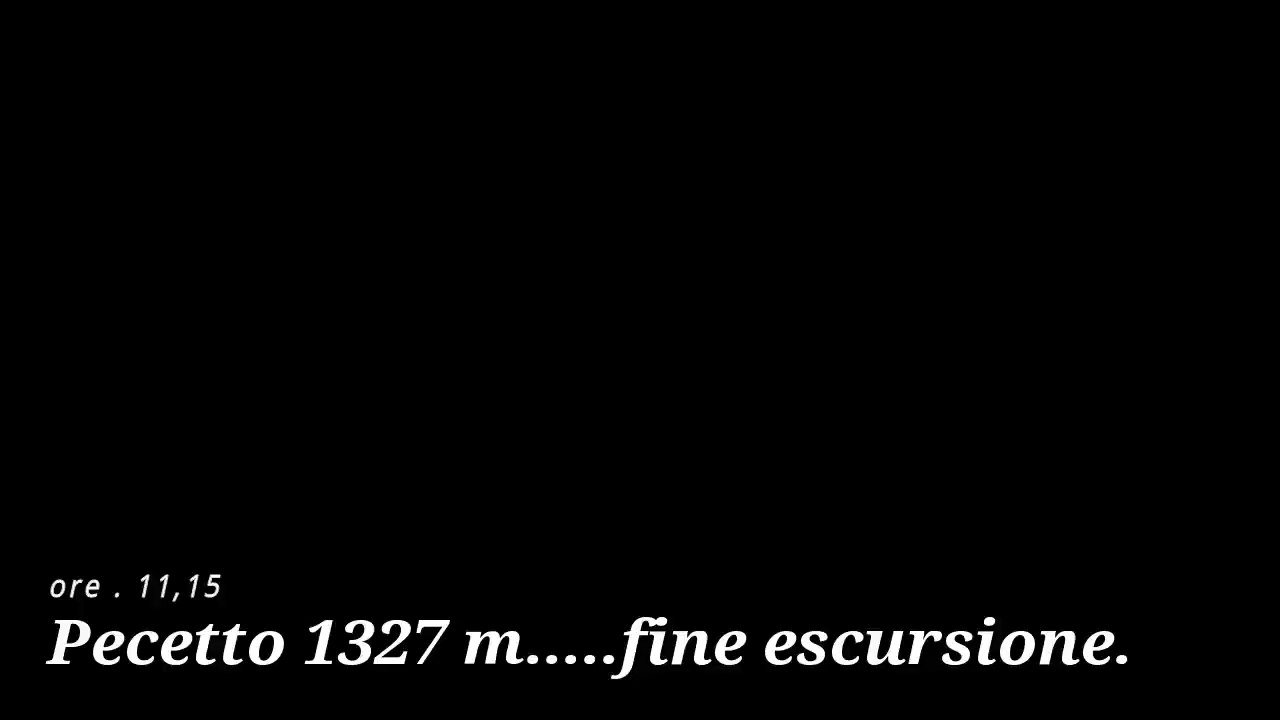 ore . 11,15
Pecetto 1327 m.....fine escursione.